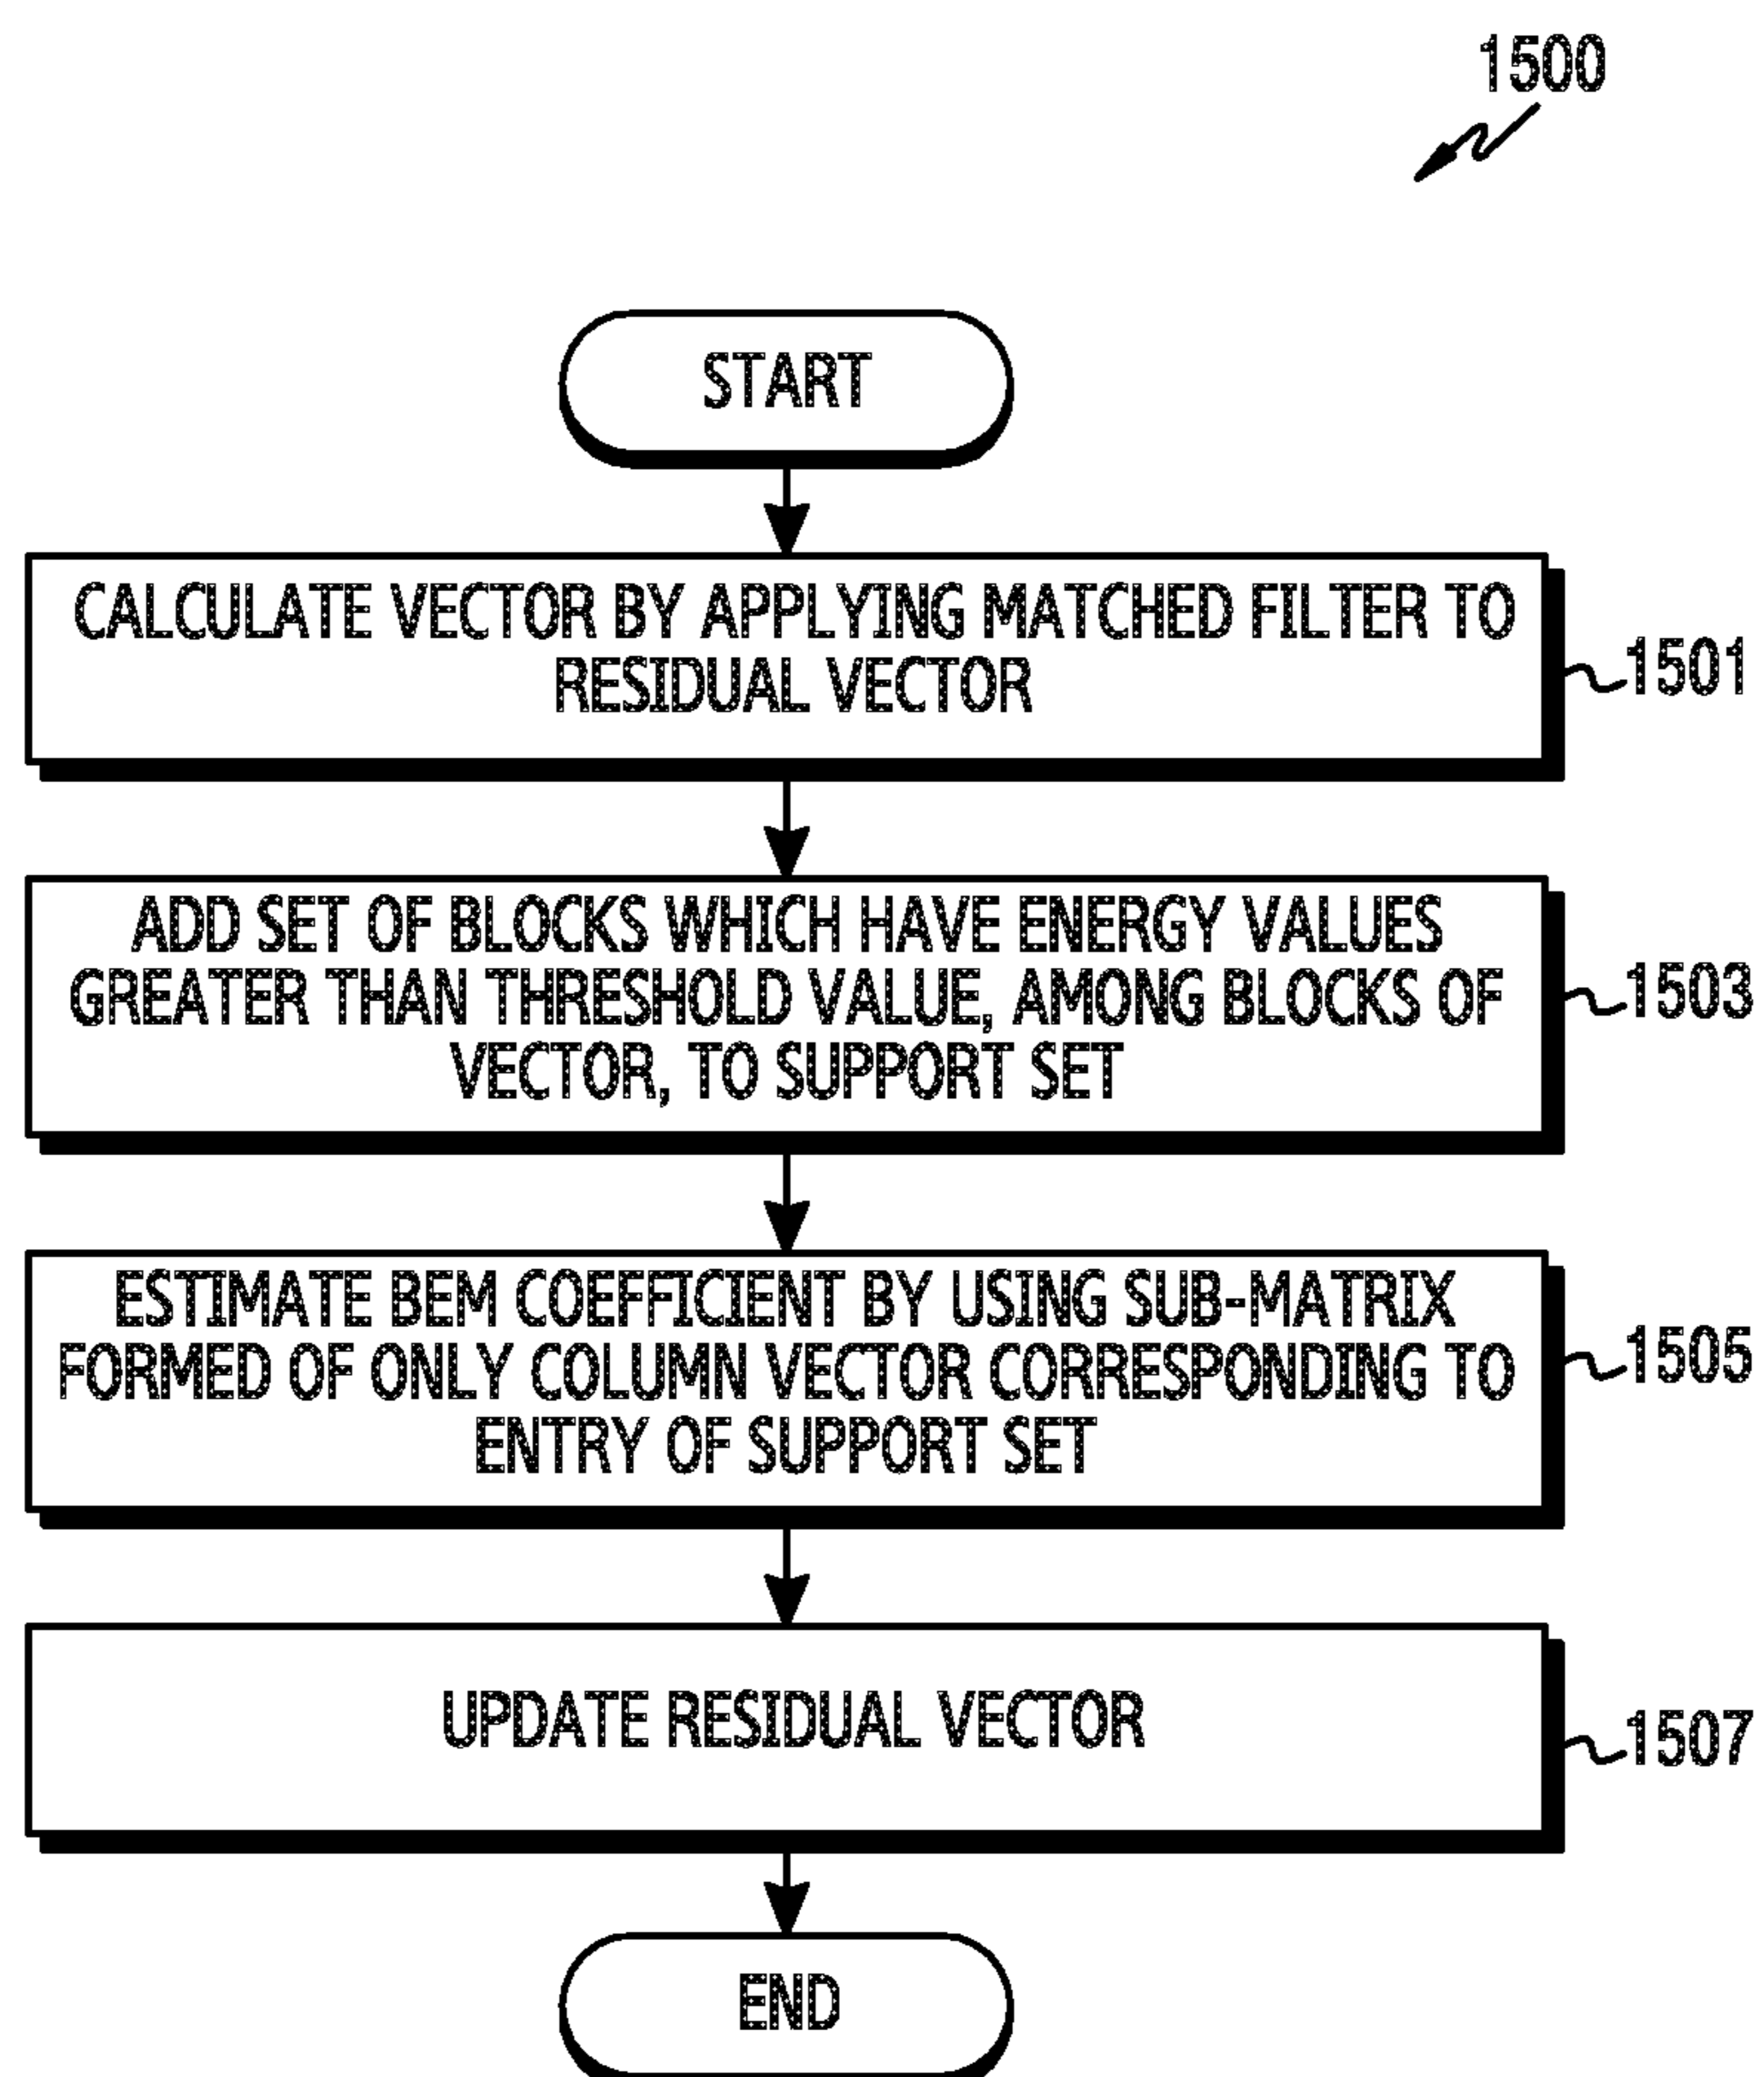 1500
START
CALCULATE VECTOR BY APPLYING MATCHED FILTER TO
RESIDUAL VECTOR
1501
ADD SET OF BLOCKS WHICH HAVE ENERGY VALUES
GREATER THAN THRESHOLD VALUE, AMONG BLOCKS OF
VECTOR, TO SUPPORT SET
1503
ESTIMATE BEM COEFFICIENT BY USING SUB-MATRIX
FORMED OF ONLY COLUMN VECTOR CORRESPONDING TO
ENTRY OF SUPPORT SET
1505
UPDATE RESIDUAL VECTOR
1507
END